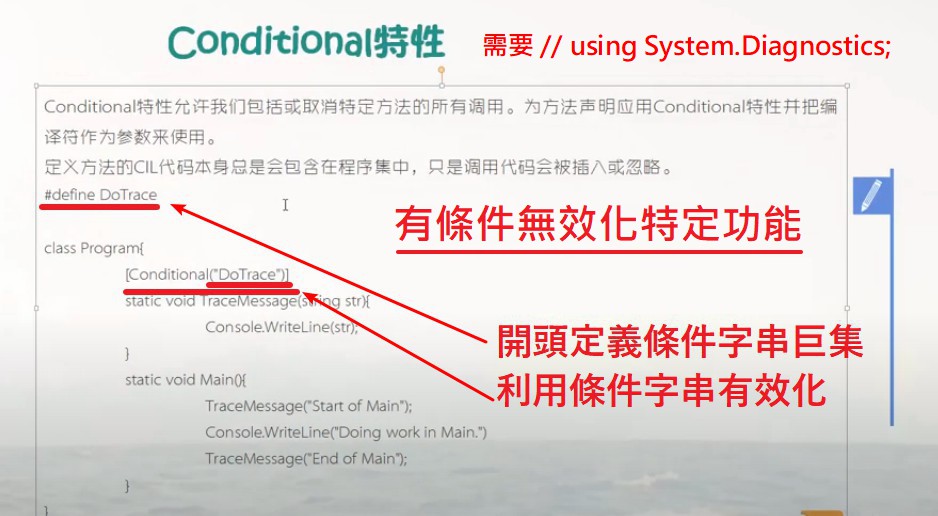 Conditional特性
需要 // using System.Diagnostics;
Conditional特性允许我们包括或取消特定方法的所有调用。为方法声明应用Conditional特性并把编
译符作为参数来使用。
定义方法的CIL代码本身总是会包含在程序集中，只是调用代码会被插入或忽略。
#define DoTrace
有條件無效化特定功能
class Program{
[Conditional("DoTrace")]
static void TraceMessage(string str){
Console.WriteLine(str);
開頭定義條件字串巨集
}
利用條件字串有效化
static void Main(){
TraceMessage("Start of Main");
Console.WriteLine("Doing work in Main.")
TraceMessage("End of Main");
}
}